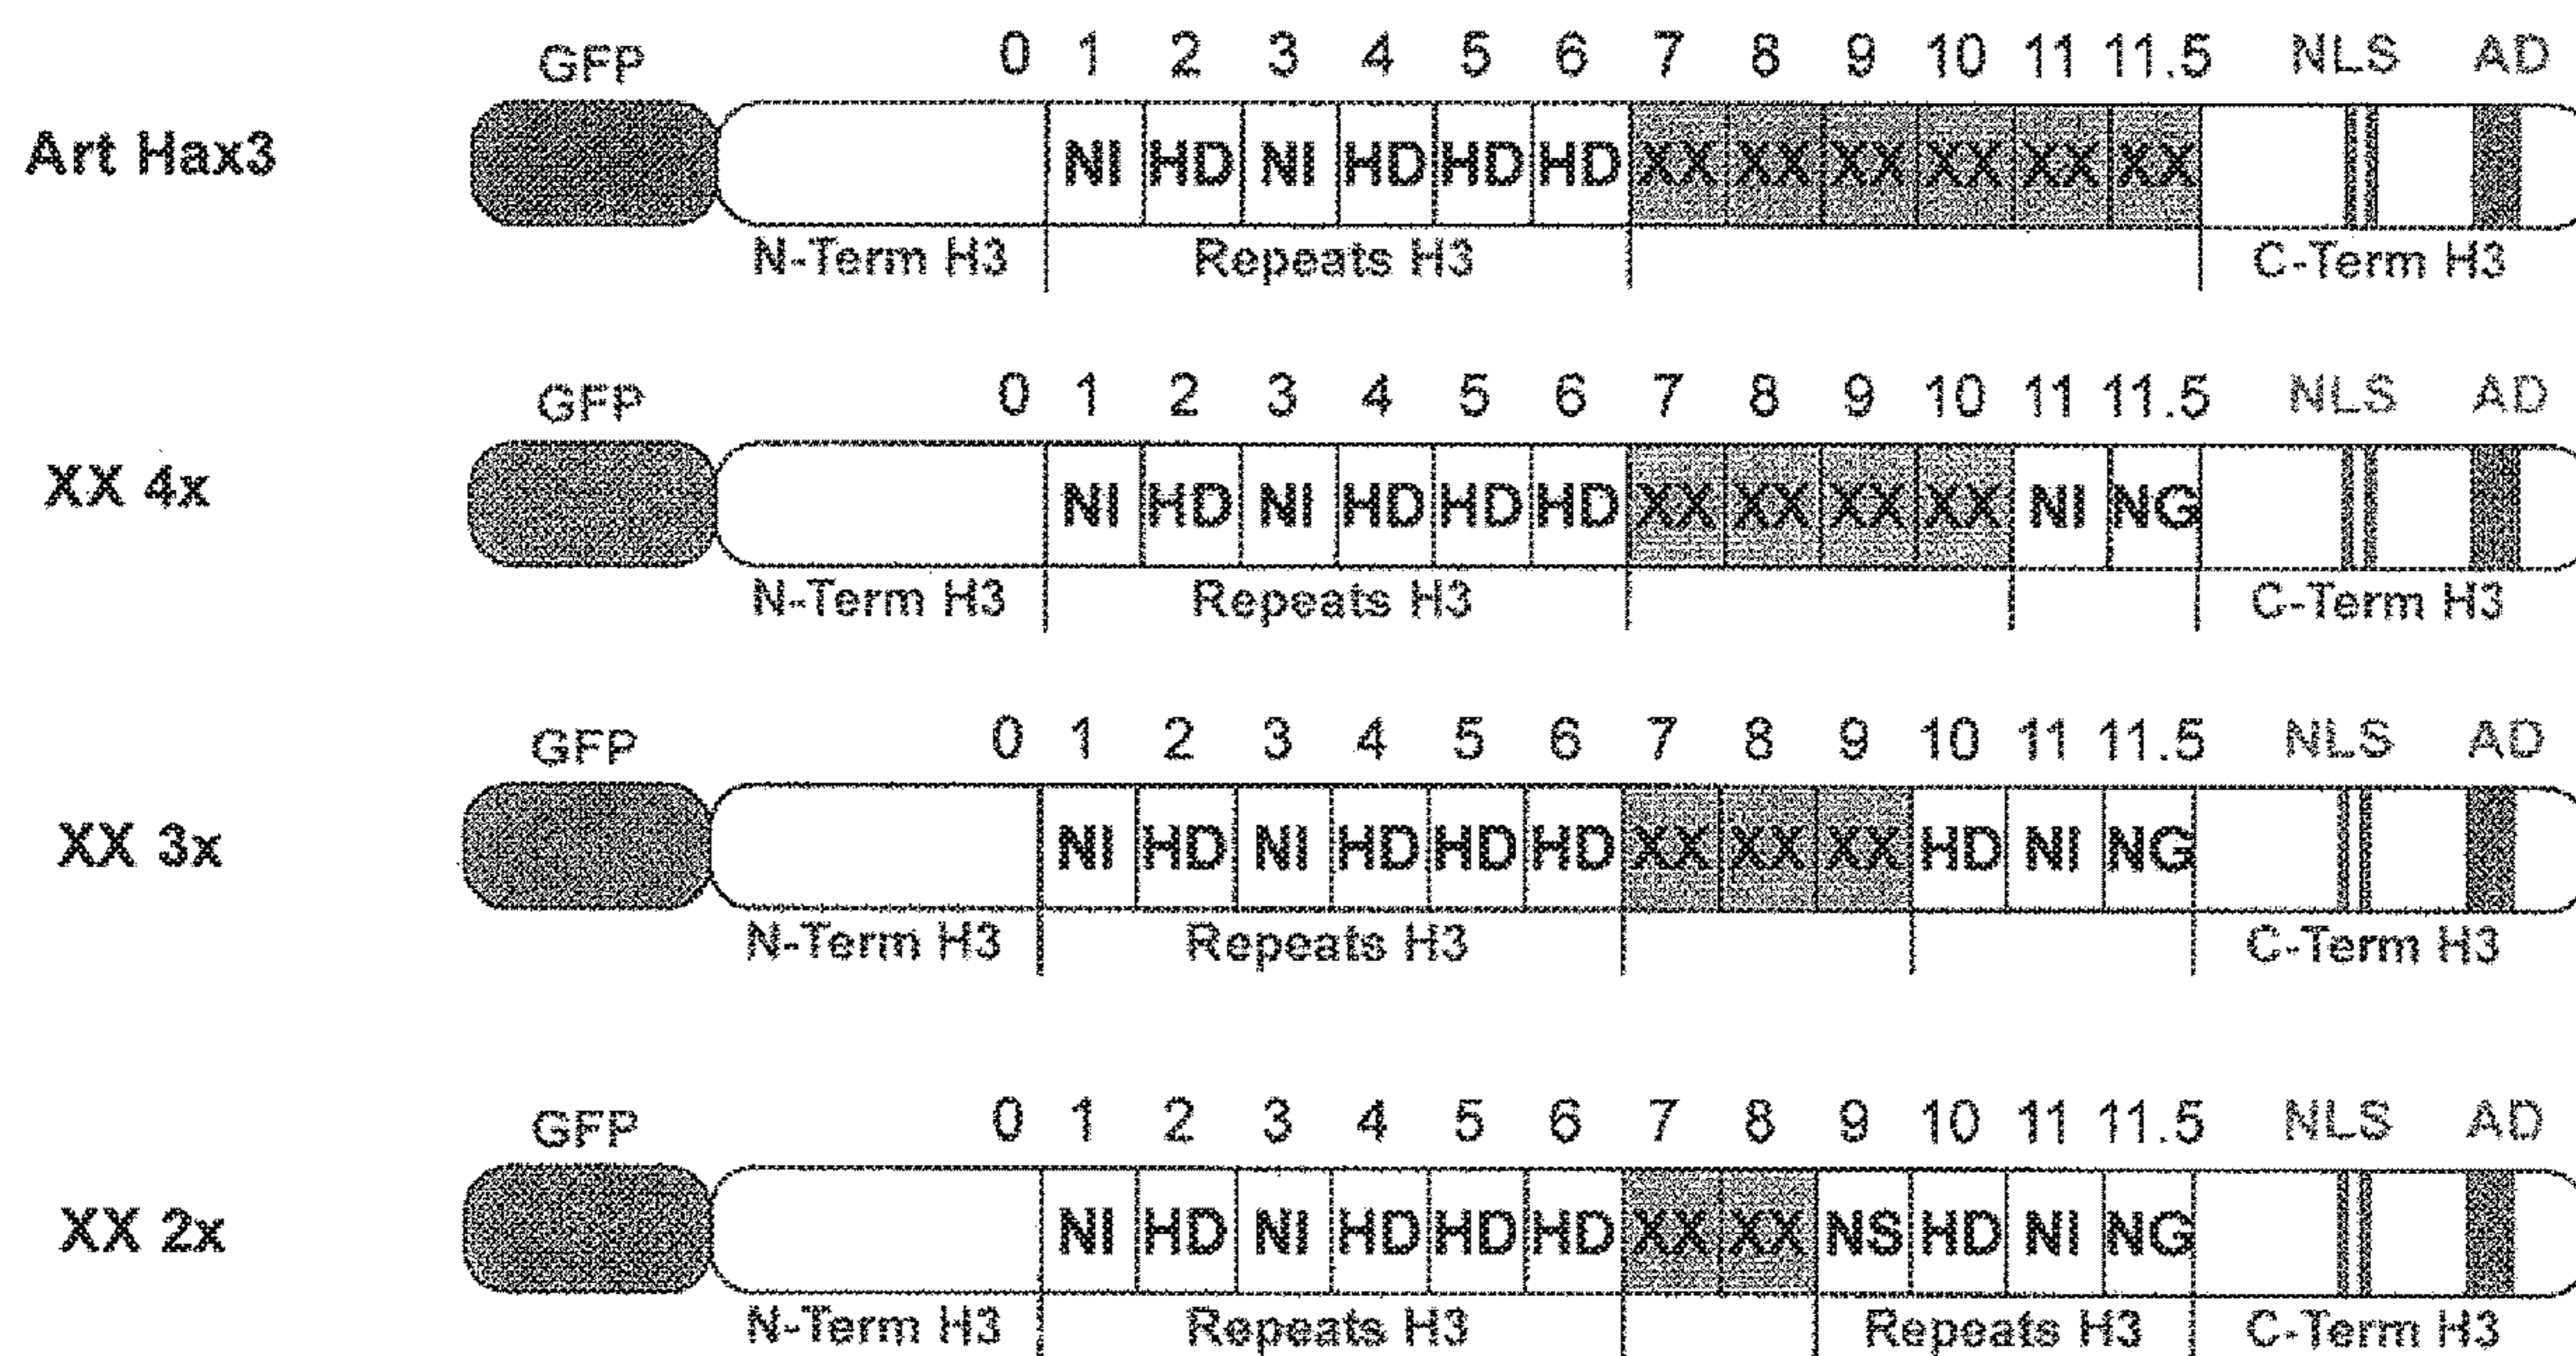 GFP 0 1 2 3 4 5 6 7 8 9 10 11 11.5 NLS AD
Art Hax3 NI HD NI HD HD HD XX XX XX XX XX XX
N-Term H3 Repeats H3 C-Term H3
GFP 0 1 2 3 4 5 6 7 8 9 10 11 11.5 NLS AD
XX 4x NI HD NI HD HD HD XX XX XX XX NI NG
N-Term H3 Repeats H3 C-Term H3
GFP 0 1 2 3 4 5 6 7 8 9 10 11 11.5 NLS AD
XX 3x NI HD NI HD HD HD XX XX XX HD NI NG
N-Term H3 Repeats H3 C-Term H3
GFP 0 1 2 3 4 5 6 7 8 9 10 11 11.5 NLS AD
XX 2x NI HD NI HD HD HD XX XX NS HD NI NG
N-Term H3 Repeats H3 Repeats H3 C-Term H3